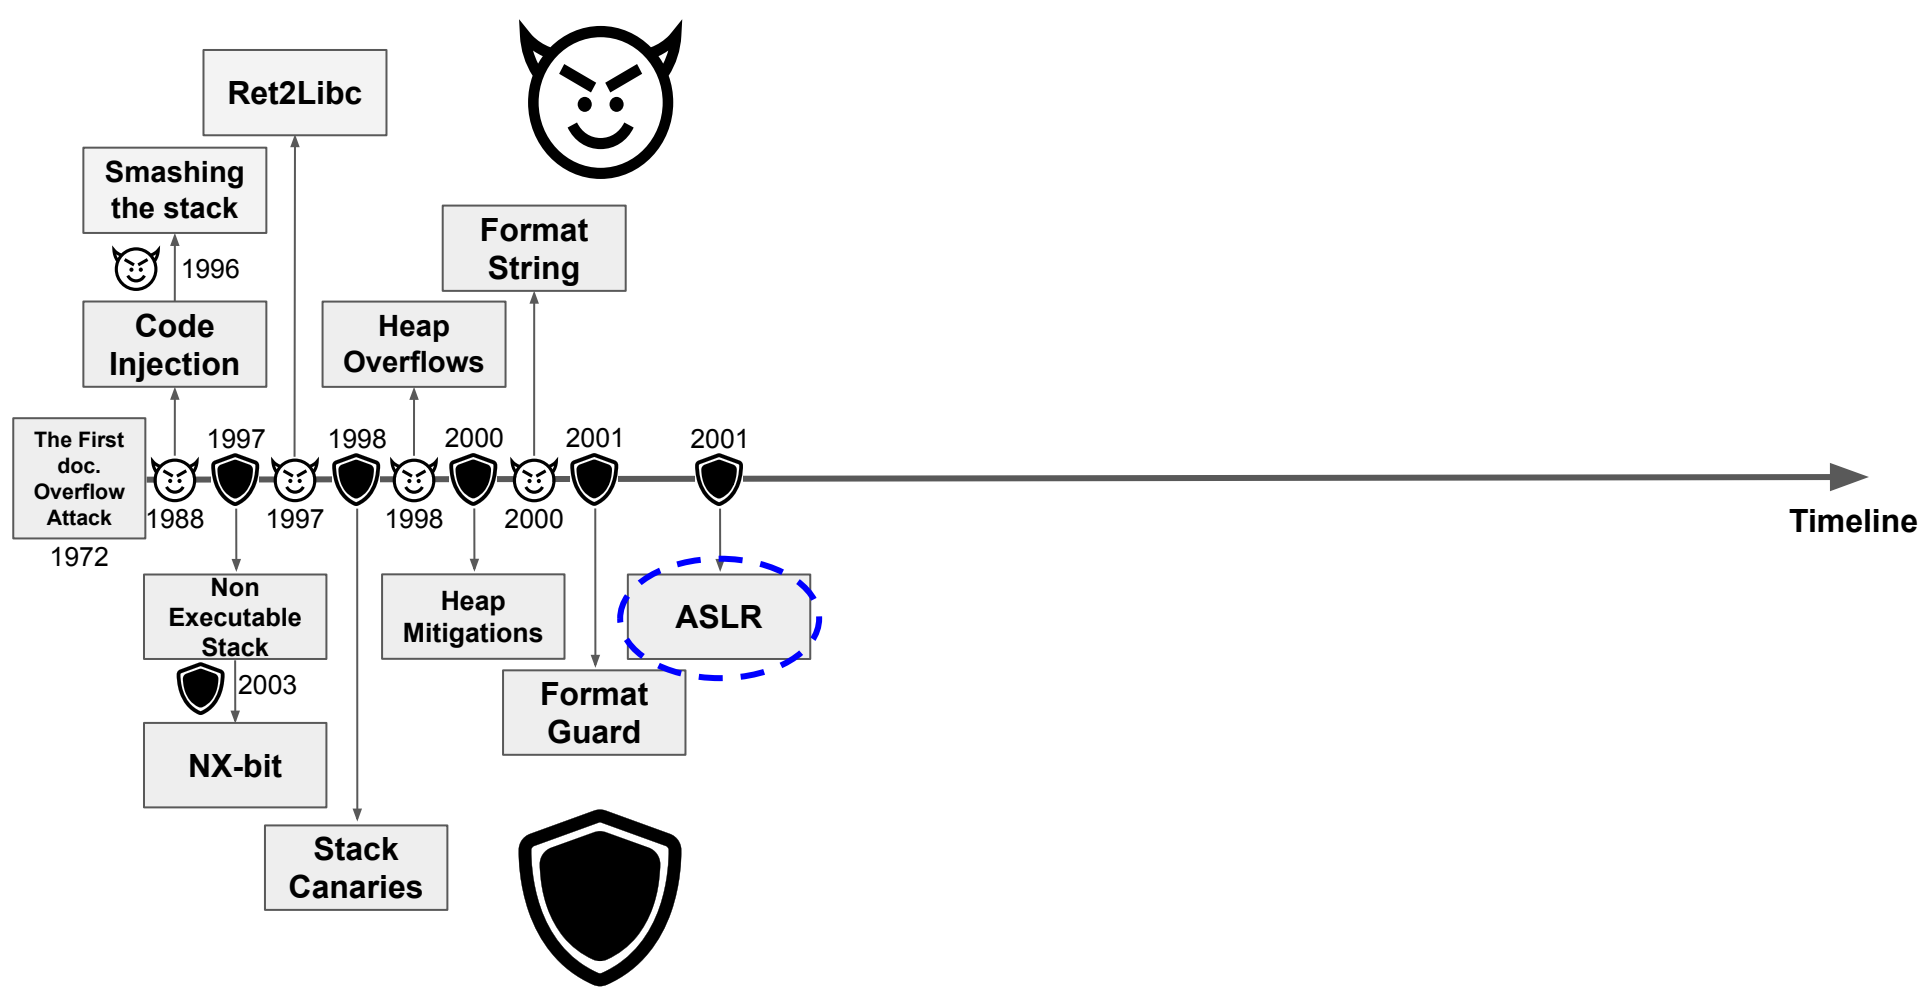 Ret2Libc
Smashing
the stack
1996
Code
Injection
Format
String
Heap
Overflows
The First
doc.
Overflow
Attack
1972
1988
1997
1997
1998
1998
2000
2000
2001
2001
Timeline
Non
Executable
Stack
2003
NX-bit
Stack
Canaries
Heap
Mitigations
Format
Guard
ASLR